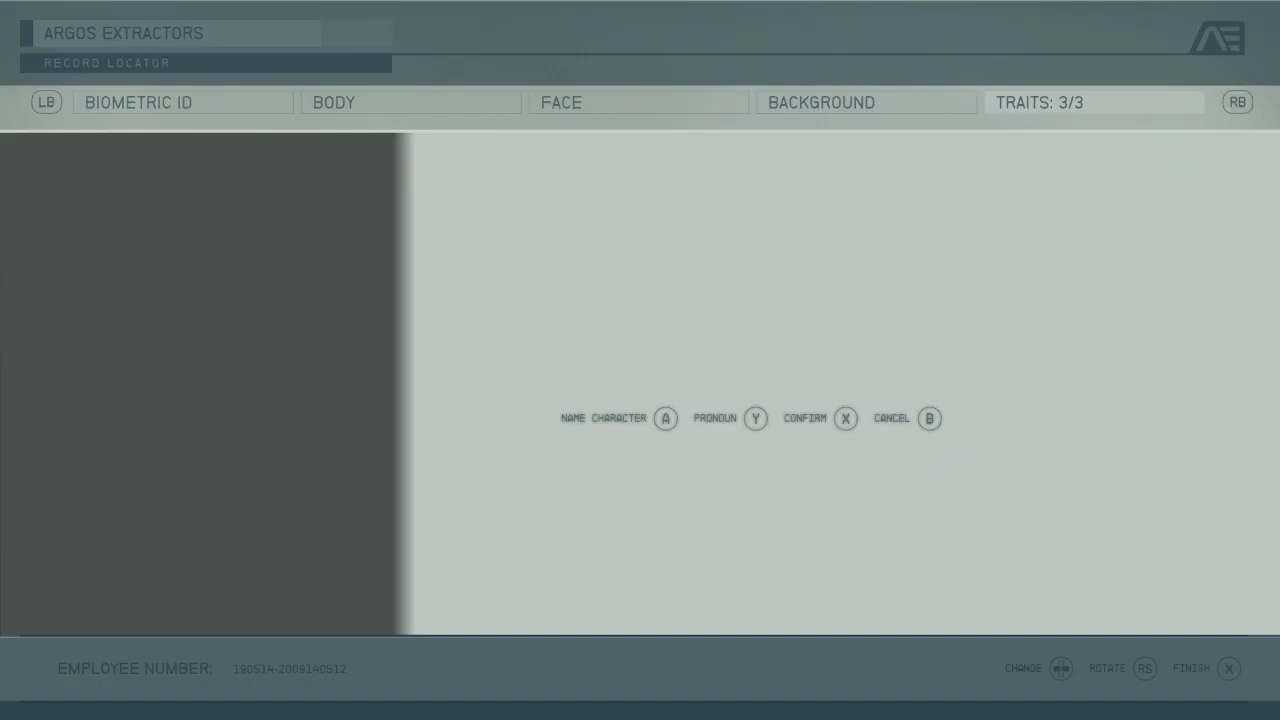 ARGOS EXTRACTORS
RECORD LOCATOR
LB BIOMETRIC ID BODY FACE BACKGROUND TRAITS: 3/3 RB
NAME CHARACTER A PRONOUN Y CONFIRM X CANCEL B
EMPLOYEE NUMBER: 190514-2009140512 CHANGE ROTATE RS FINISH X